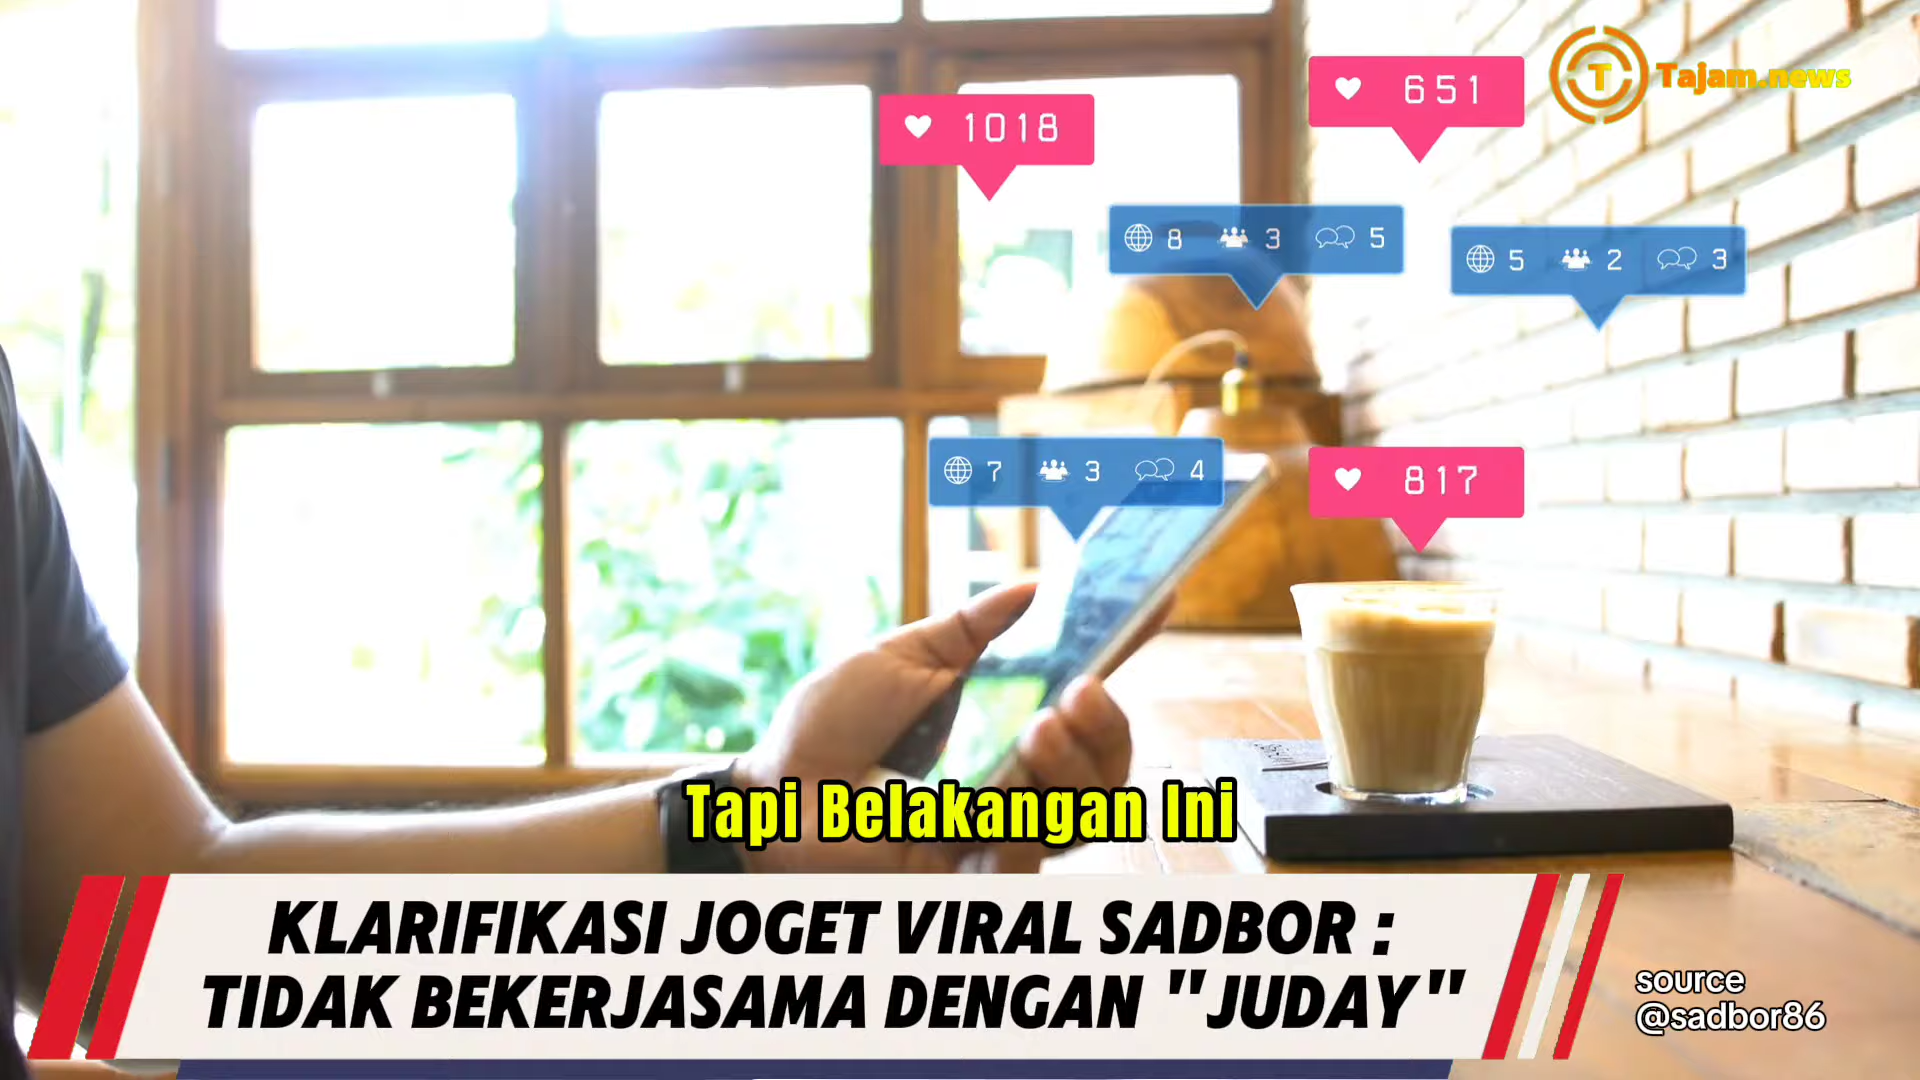 651
T Tajam.news
1018
8 3 5
5 2 3
7 3 4
817
Tapi Belakangan Ini
KLARIFIKASI JOGET VIRAL SADBOR :
TIDAK BEKERJASAMA DENGAN "JUDAY"
source
@sadbor86